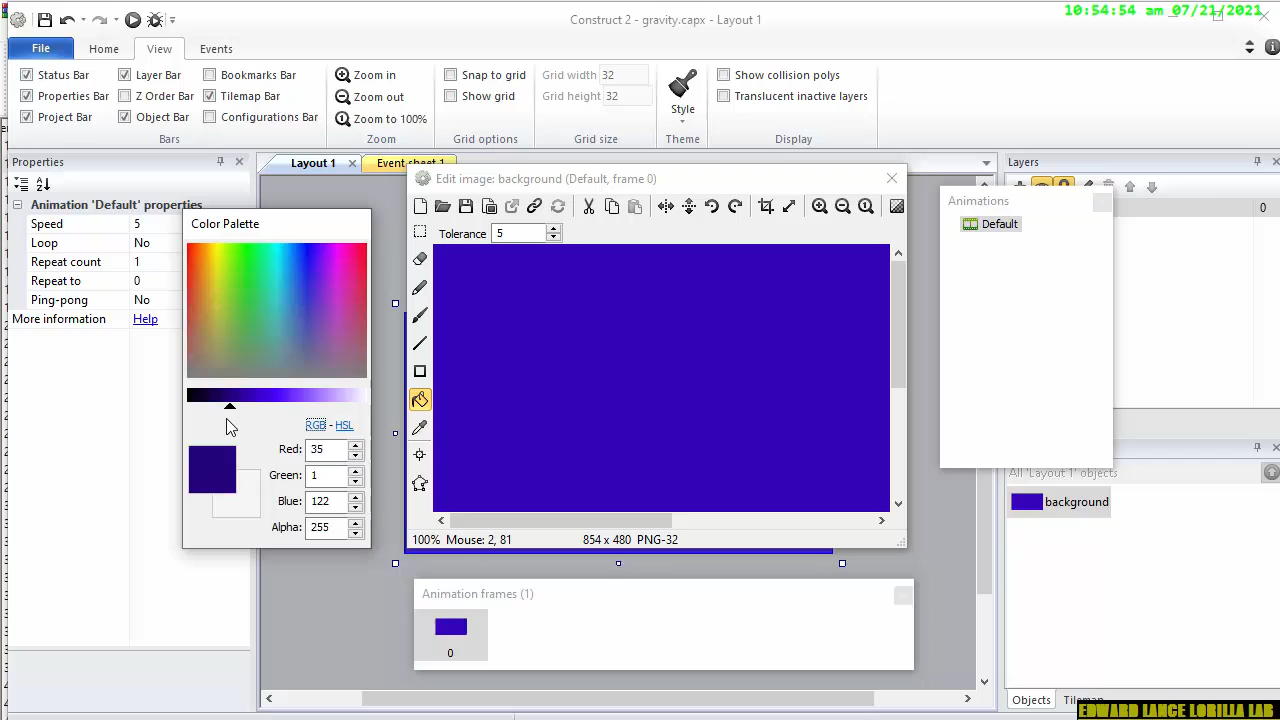 Construct 2 - gravity.capx - Layout 1
10:54:54 am 07/21/2021
File Home View Events
Status Bar Layer Bar Bookmarks Bar Zoom in Snap to grid Grid width 32 Show collision polys
Properties Bar Z Order Bar Tilemap Bar Zoom out Show grid Grid height 32 Style Translucent inactive layers
Project Bar Object Bar Configurations Bar Zoom to 100%
Bars Zoom Grid options Grid size Theme Display
Properties
Layout 1 Event sheet 1
Layers
0
Animation 'Default' properties
Speed 5
Loop No
Repeat count 1
Repeat to 0
Ping-pong No
More information Help
Color Palette
RGB - HSL
Red: 35
Green: 1
Blue: 122
Alpha: 255
Edit image: background (Default, frame 0)
Tolerance 5
100% Mouse: 2, 81 854 x 480 PNG-32
Animations
Default
Animation frames (1)
0
All 'Layout 1' objects
background
Objects
EDWARD LANCE LORILLA LAB